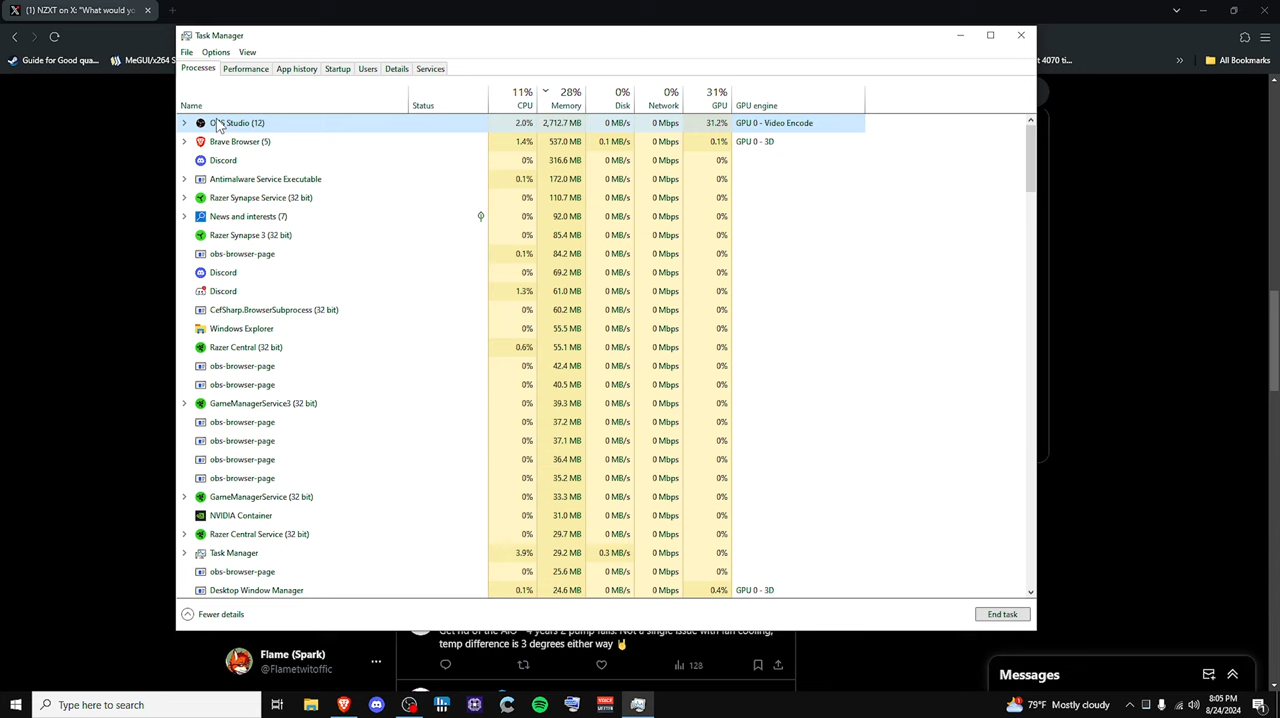 (1) NZXT on X: "What would yo
Guide for Good qua...
MeGUI/x264 S
t 4070 ti...
All Bookmarks
Task Manager
File Options View
Processes Performance App history Startup Users Details Services
11% 28% 0% 0% 31%
Name Status CPU Memory Disk Network GPU GPU engine
Studio (12) 2.0% 2,712.7 MB 0 MB/s 0 Mbps 31.2% GPU 0 - Video Encode
Brave Browser (5) 1.4% 537.0 MB 0.1 MB/s 0 Mbps 0.1% GPU 0 - 3D
Discord 0% 316.6 MB 0 MB/s 0 Mbps 0%
Antimalware Service Executable 0.1% 172.0 MB 0 MB/s 0 Mbps 0%
Razer Synapse Service (32 bit) 0% 110.7 MB 0 MB/s 0 Mbps 0%
News and interests (7) 0% 92.0 MB 0 MB/s 0 Mbps 0%
Razer Synapse 3 (32 bit) 0% 85.4 MB 0 MB/s 0 Mbps 0%
obs-browser-page 0.1% 84.2 MB 0 MB/s 0 Mbps 0%
Discord 0% 69.2 MB 0 MB/s 0 Mbps 0%
Discord 1.3% 61.0 MB 0 MB/s 0 Mbps 0%
CefSharp.BrowserSubprocess (32 bit) 0% 60.2 MB 0 MB/s 0 Mbps 0%
Windows Explorer 0% 55.5 MB 0 MB/s 0 Mbps 0%
Razer Central (32 bit) 0.6% 55.1 MB 0 MB/s 0 Mbps 0%
obs-browser-page 0% 42.4 MB 0 MB/s 0 Mbps 0%
obs-browser-page 0% 40.5 MB 0 MB/s 0 Mbps 0%
GameManagerService3 (32 bit) 0% 39.3 MB 0 MB/s 0 Mbps 0%
obs-browser-page 0% 37.2 MB 0 MB/s 0 Mbps 0%
obs-browser-page 0% 37.1 MB 0 MB/s 0 Mbps 0%
obs-browser-page 0% 36.4 MB 0 MB/s 0 Mbps 0%
obs-browser-page 0% 35.2 MB 0 MB/s 0 Mbps 0%
GameManagerService (32 bit) 0% 33.3 MB 0 MB/s 0 Mbps 0%
NVIDIA Container 0% 31.0 MB 0 MB/s 0 Mbps 0%
Razer Central Service (32 bit) 0% 29.7 MB 0 MB/s 0 Mbps 0%
Task Manager 3.9% 29.2 MB 0.3 MB/s 0 Mbps 0%
obs-browser-page 0% 25.6 MB 0 MB/s 0 Mbps 0%
Desktop Window Manager 0.1% 24.6 MB 0 MB/s 0 Mbps 0.4% GPU 0 - 3D
Fewer details
End task
temp difference is 3 degrees either way 🤘
128
Flame (Spark)
@Flametwitoffic
Messages
Type here to search
79°F Mostly cloudy
8:05 PM
8/24/2024